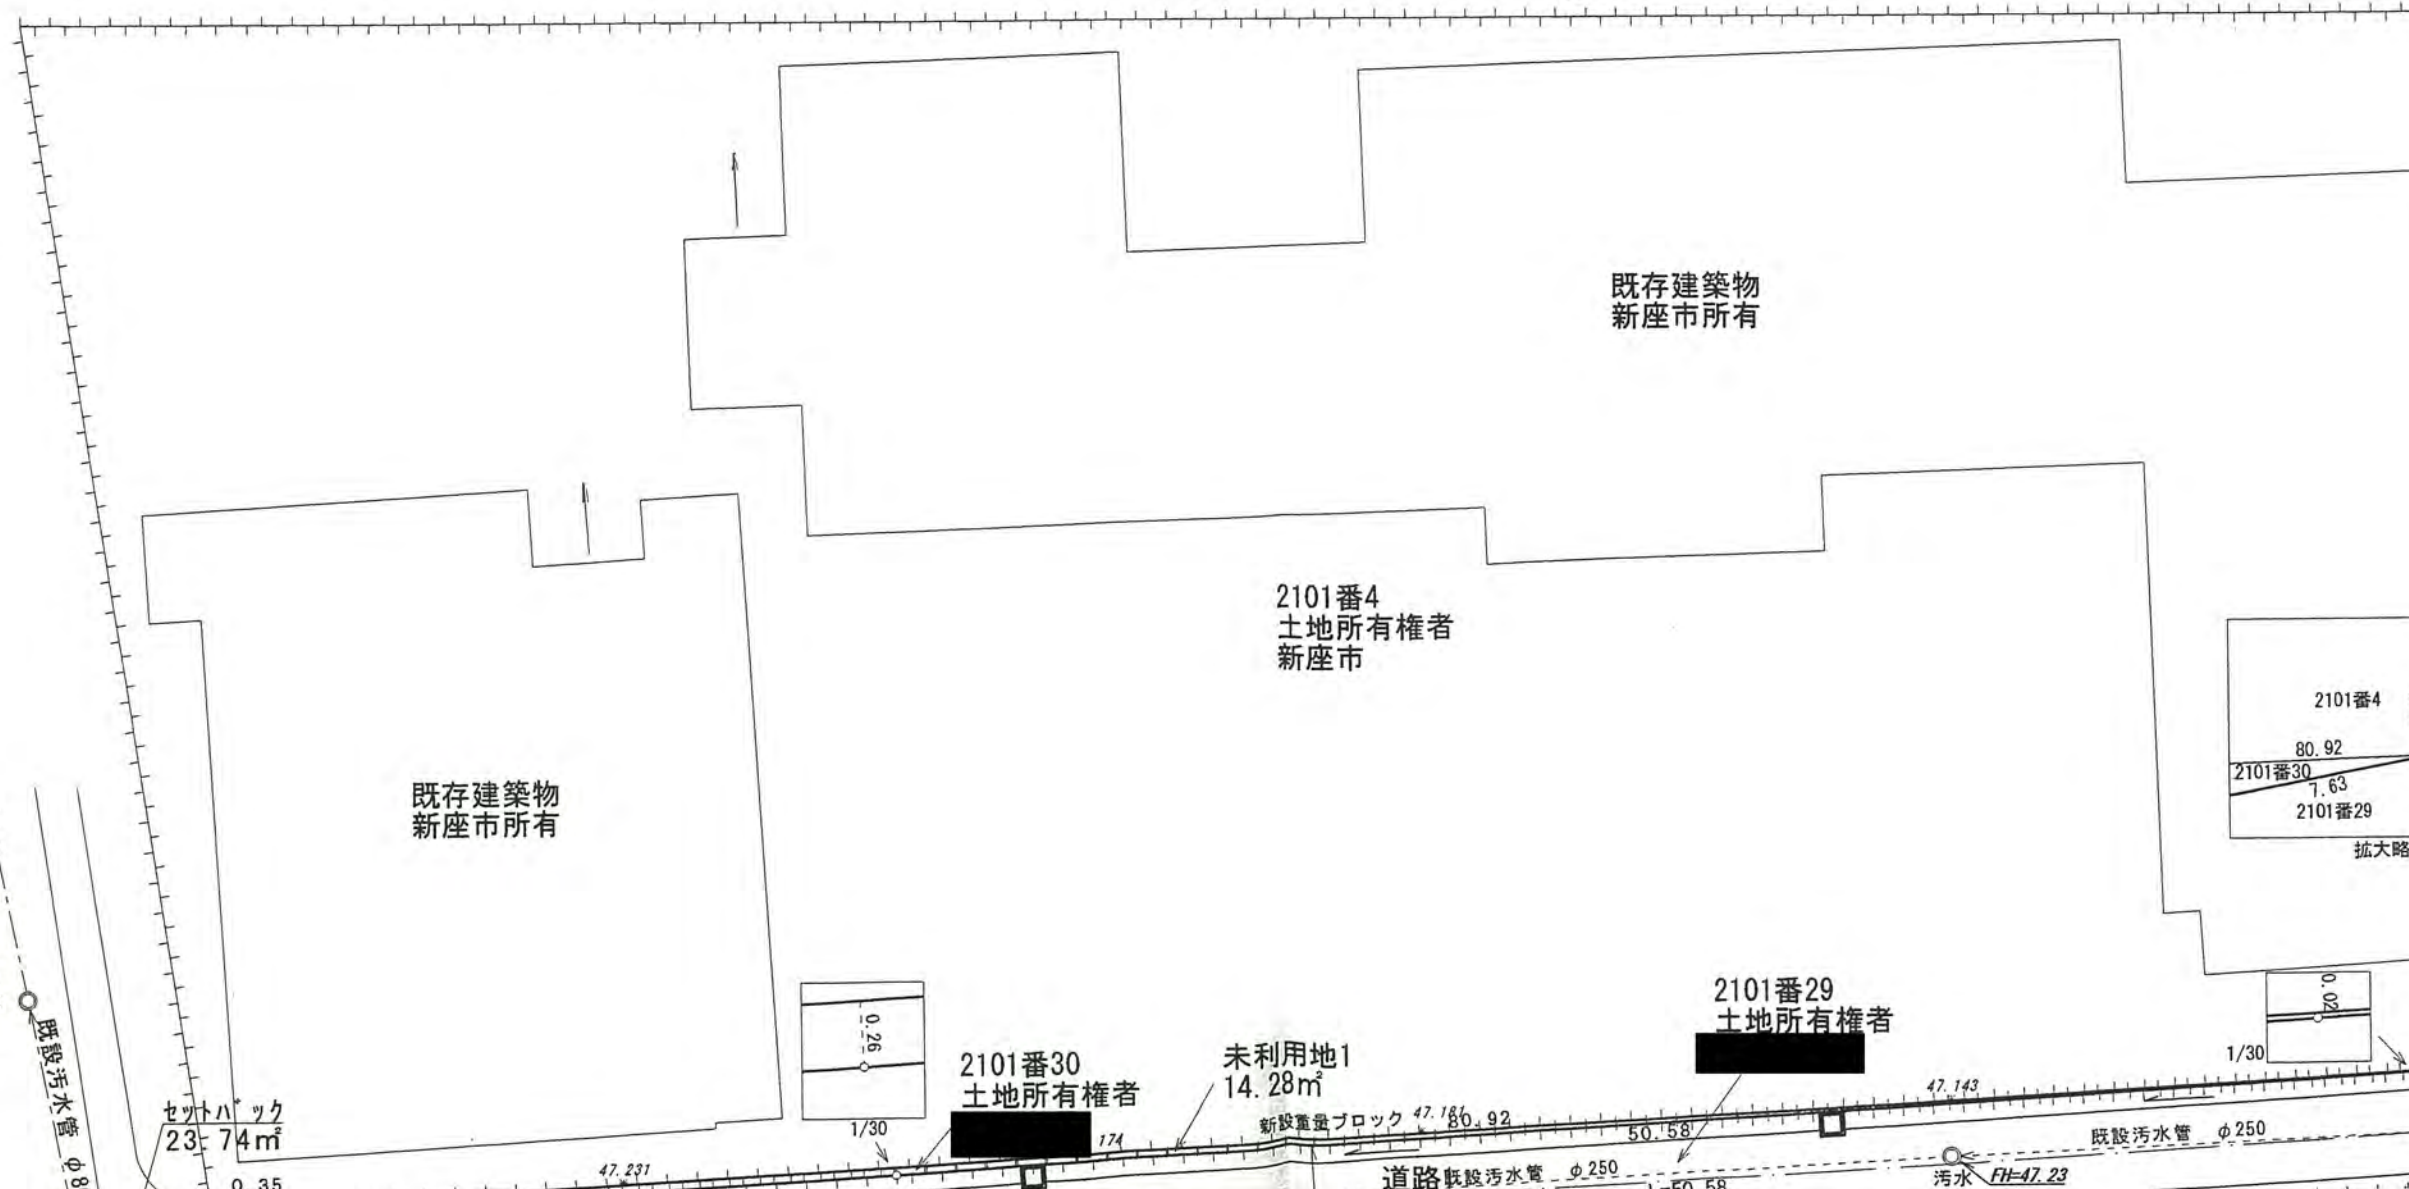 既存建築物
新座市所有
2101番4
土地所有権者
新座市
2101番4
80.92
2101番30
7.63
2101番29
拡大略
既存建築物
新座市所有
0.26
1/30
2101番30
土地所有権者
未利用地1
14.28㎡
2101番29
土地所有権者
0.02
1/30
既設汚水管 φ8
セットバック
23.74㎡
0.35
47.231
174
新設重量ブロック
47.181
80.92
50.58
47.143
道路
既設汚水管 φ250
既設汚水管 φ250
汚水
FH=47.23